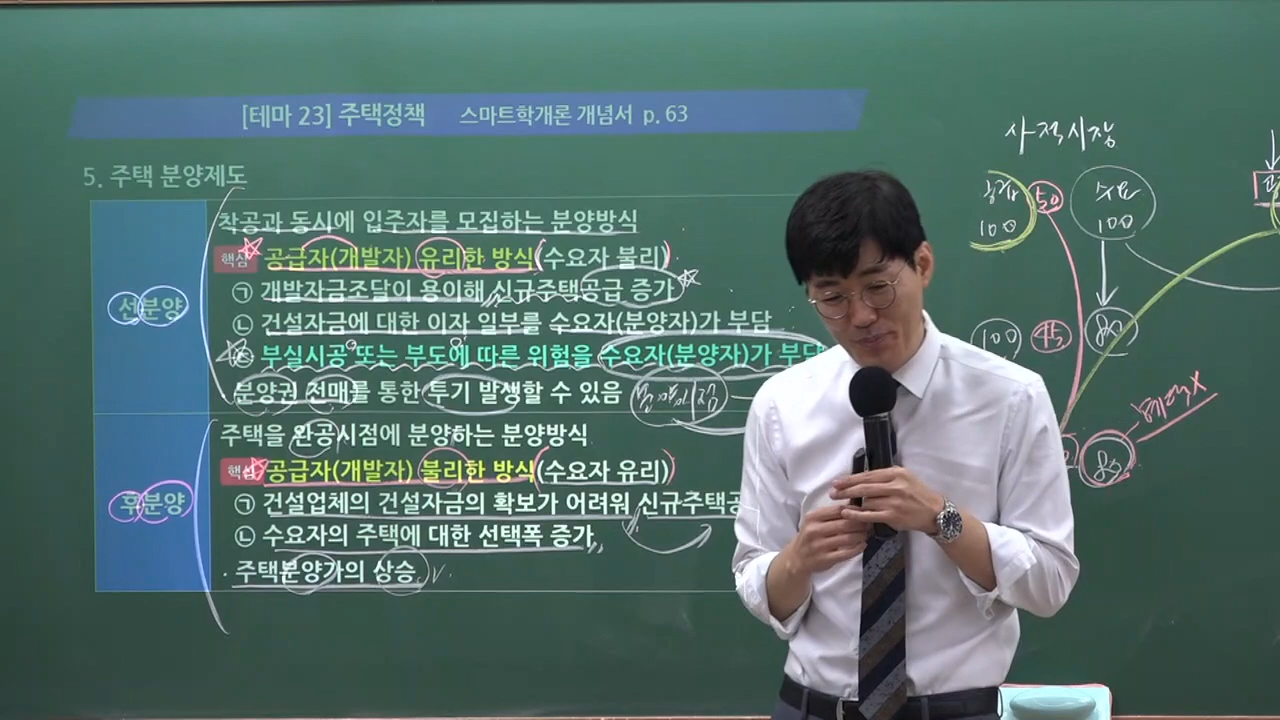 [테마 23] 주택정책 스마트학개론 개념서 p. 63
5. 주택 분양제도
선분양
착공과 동시에 입주자를 모집하는 분양방식
핵심 공급자(개발자) 유리한 방식(수요자 불리)
㉠ 개발자금조달이 용이해 신규주택공급 증가
㉡ 건설자금에 대한 이자 일부를 수요자(분양자)가 부담
부실시공 또는 부도에 따른 위험을 수요자(분양자)가 부담
분양권 전매를 통한 투기 발생할 수 있음
분양시점
후분양
주택을 완공시점에 분양하는 분양방식
핵심 공급자(개발자) 불리한 방식(수요자 유리)
㉠ 건설업체의 건설자금의 확보가 어려워 신규주택공
㉡ 수요자의 주택에 대한 선택폭 증가
· 주택분양가의 상승
사적시장
공급 50 수요
100 100
100 45 80
80 혜택X